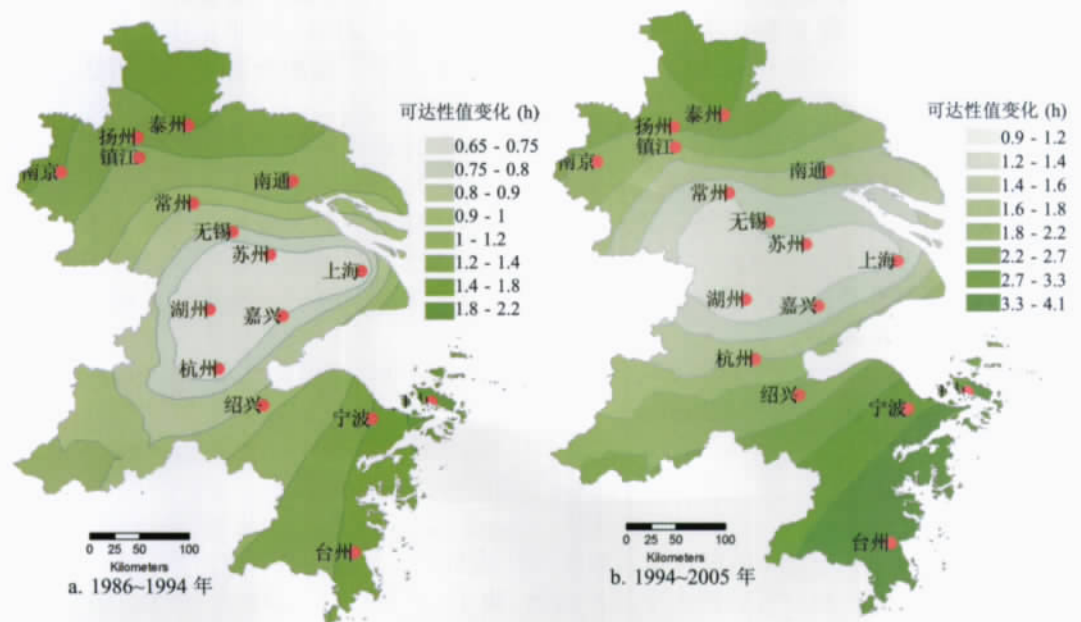 可达性值变化 (h)
0.65 - 0.75
0.75 - 0.8
0.8 - 0.9
0.9 - 1
1 - 1.2
1.2 - 1.4
1.4 - 1.8
1.8 - 2.2
泰州
扬州
镇江
南京
南通
常州
无锡
苏州
上海
湖州
嘉兴
杭州
绍兴
宁波
台州
0 25 50 100
Kilometers
a. 1986~1994 年
可达性值变化 (h)
0.9 - 1.2
1.2 - 1.4
1.4 - 1.6
1.6 - 1.8
1.8 - 2.2
2.2 - 2.7
2.7 - 3.3
3.3 - 4.1
泰州
扬州
镇江
南京
南通
常州
无锡
苏州
上海
湖州
嘉兴
杭州
绍兴
宁波
台州
0 25 50 100
Kilometers
b. 1994~2005 年